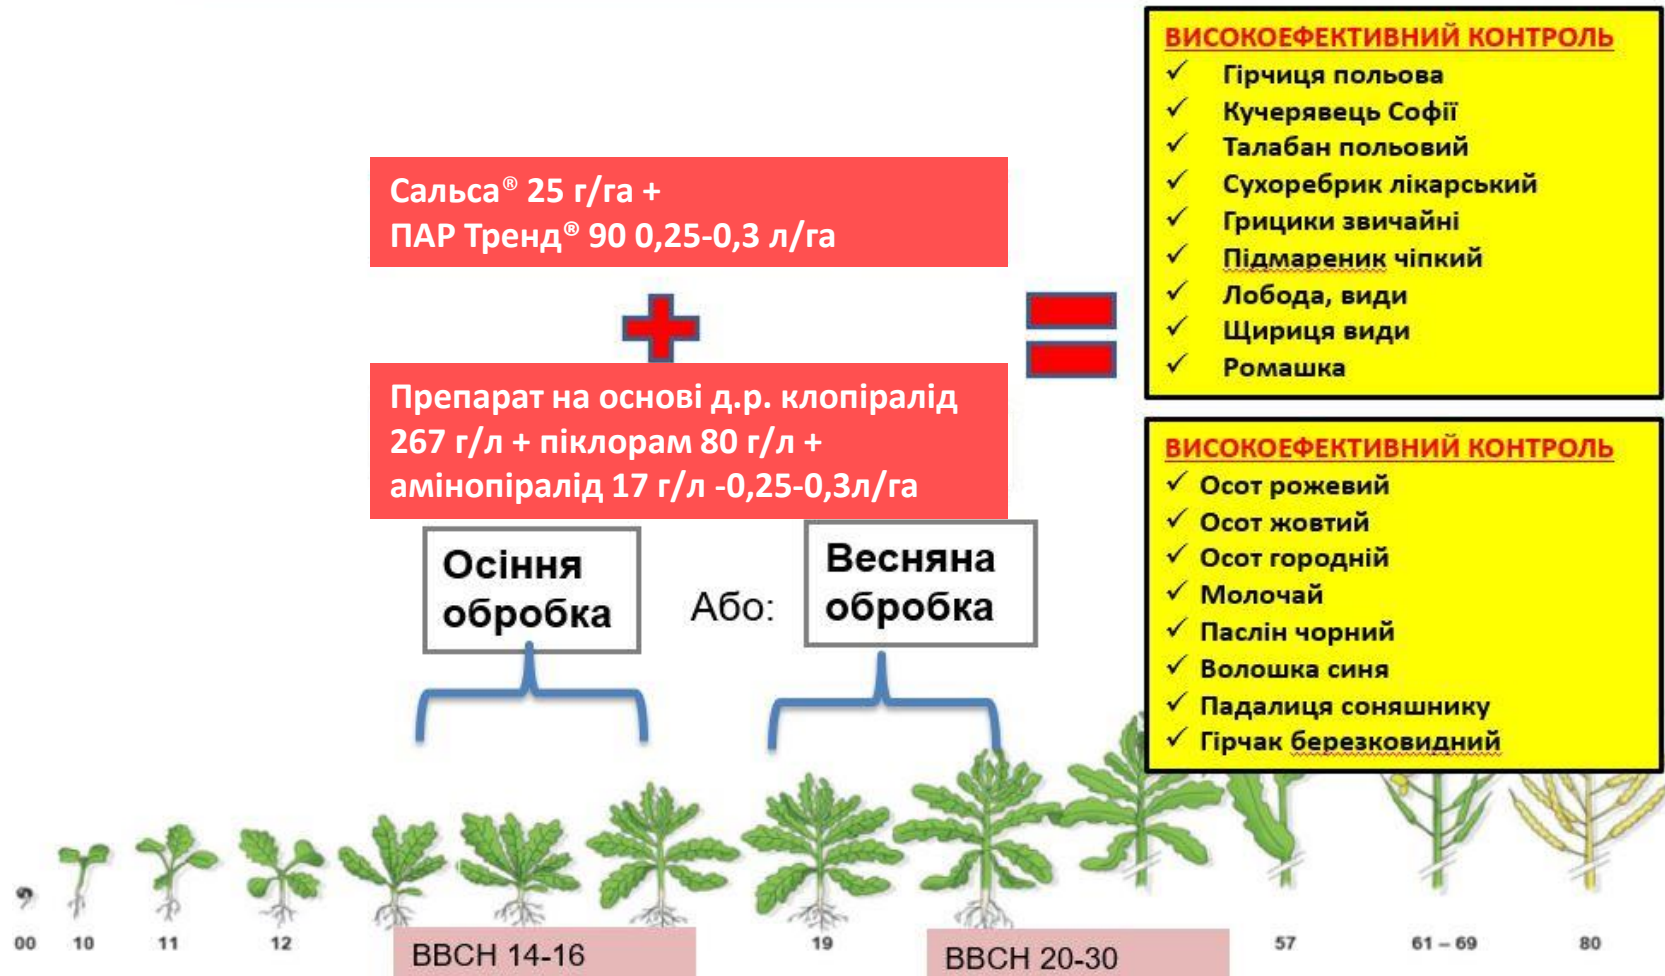 Сальса® 25 г/га +
ПАР Тренд® 90 0,25-0,3 л/га
Препарат на основі д.р. клопіралід
267 г/л + піклорам 80 г/л +
амінопіралід 17 г/л -0,25-0,3л/га
ВИСОКОЕФЕКТИВНИЙ КОНТРОЛЬ
✓ Гірчиця польова
✓ Кучерявець Софії
✓ Талабан польовий
✓ Сухоребрик лікарський
✓ Грицики звичайні
✓ Підмареник чіпкий
✓ Лобода, види
✓ Щириця види
✓ Ромашка
ВИСОКОЕФЕКТИВНИЙ КОНТРОЛЬ
✓ Осот рожевий
✓ Осот жовтий
✓ Осот городній
✓ Молочай
✓ Паслін чорний
✓ Волошка синя
✓ Падалиця соняшнику
✓ Гірчак березковидний
Осіння
обробка
Або:
Весняна
обробка
00 10 11 12 19 57 61 – 69 80
ВВСН 14-16
ВВСН 20-30